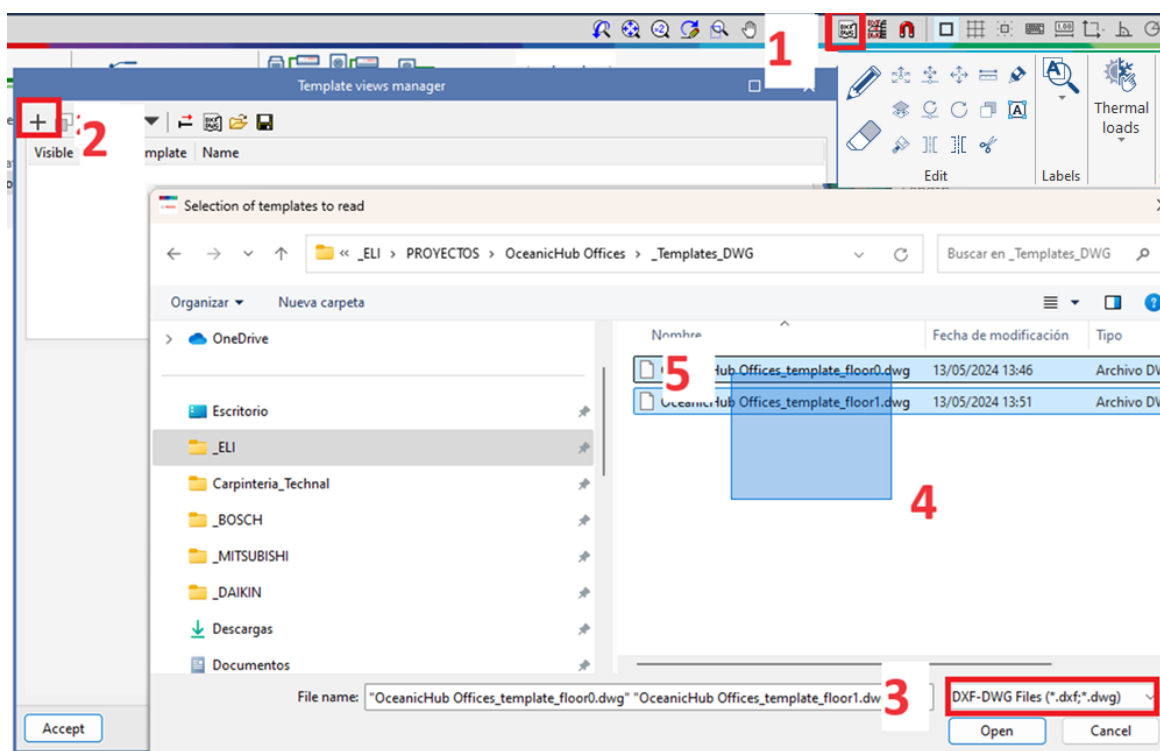 1
Template views manager
2
Visible
mplate
Name
Thermal
loads
Edit
Labels
Selection of templates to read
« _ELI > PROYECTOS > OceanicHub Offices > _Templates_DWG
Buscar en _Templates_DWG
Organizar
Nueva carpeta
OneDrive
Nombre
Fecha de modificación
Tipo
5
Hub Offices_template_floor0.dwg
13/05/2024 13:46
Archivo DW
OceanicHub Offices_template_floor1.dwg
13/05/2024 13:51
Archivo DW
Escritorio
_ELI
Carpinteria_Technal
4
_BOSCH
_MITSUBISHI
_DAIKIN
Descargas
Documentos
File name:
"OceanicHub Offices_template_floor0.dwg" "OceanicHub Offices_template_floor1.dw
3
DXF-DWG Files (*.dxf;*.dwg)
Accept
Open
Cancel